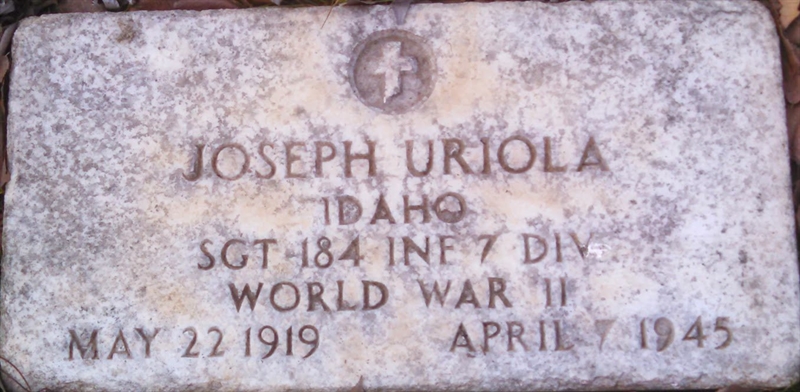 JOSEPH URIOLA
IDAHO
SGT 184 INF 7 DIV
WORLD WAR II
MAY 22 1919 APRIL 7 1945